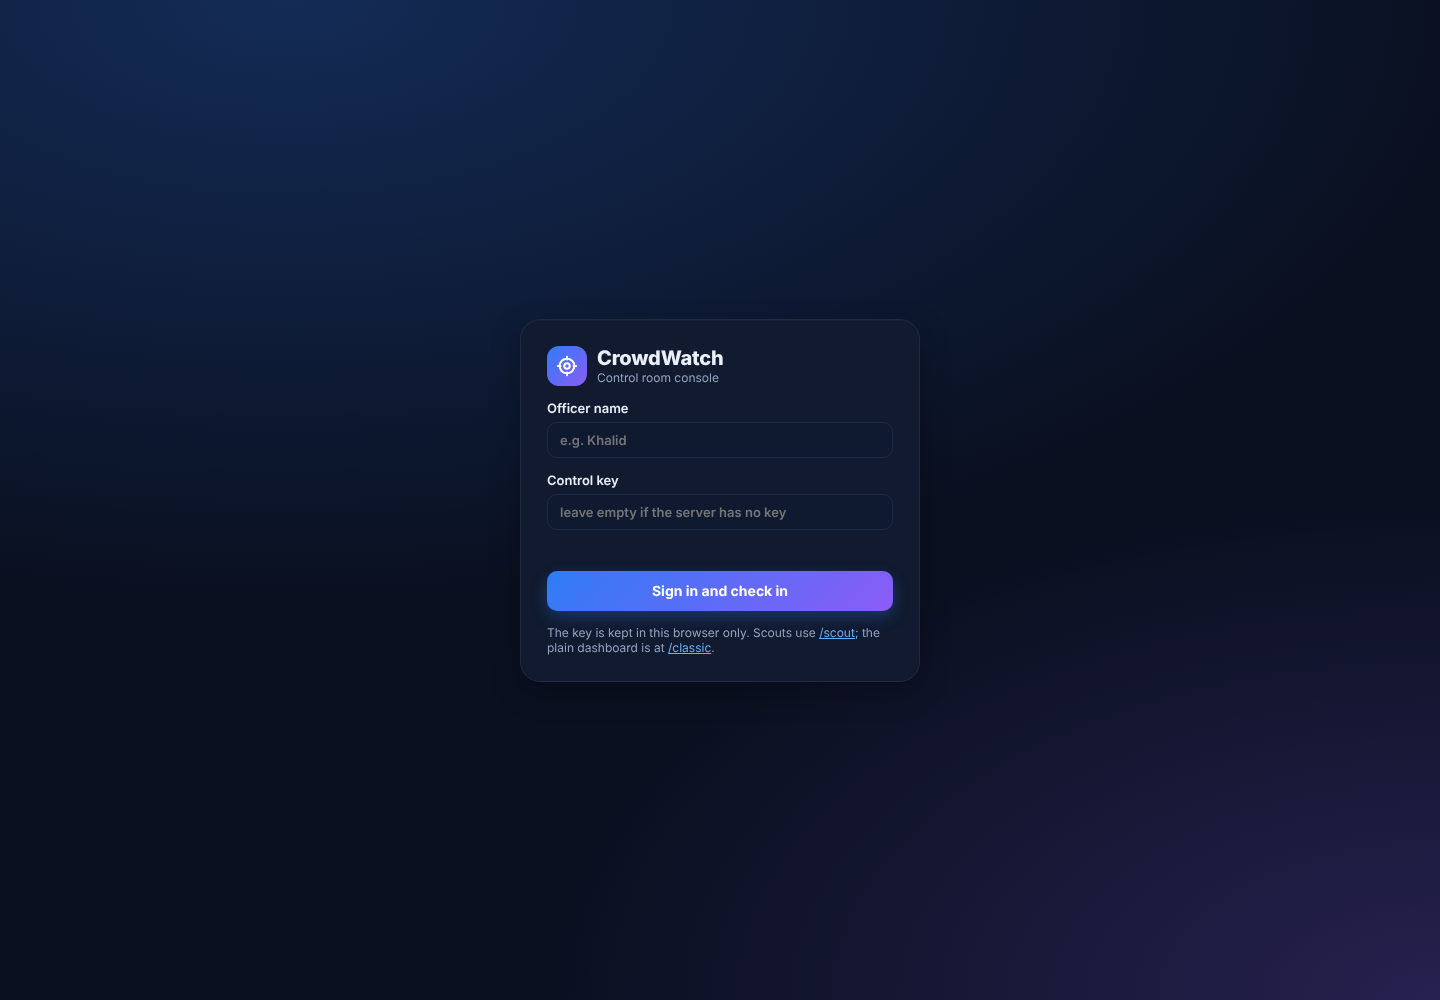 CrowdWatch
Control room console
Officer name
e.g. Khalid
Control key
leave empty if the server has no key
Sign in and check in
The key is kept in this browser only. Scouts use /scout; the
plain dashboard is at /classic.